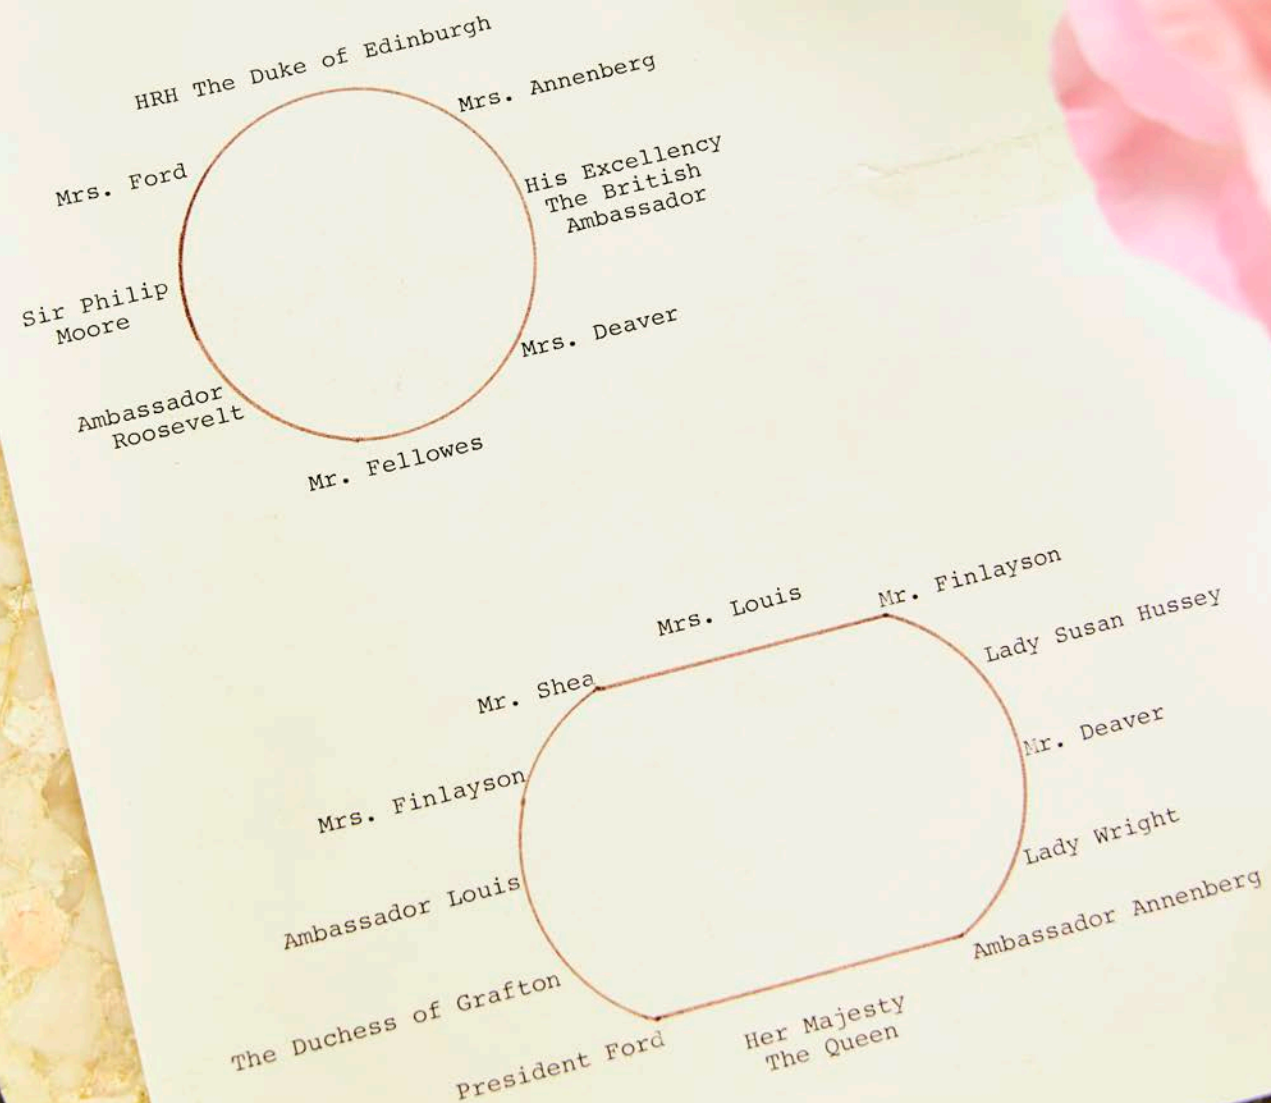 HRH The Duke of Edinburgh
Mrs. Annenberg
His Excellency
The British
Ambassador
Mrs. Deaver
Mr. Fellowes
Ambassador
Roosevelt
Sir Philip
Moore
Mrs. Ford
Mrs. Louis
Mr. Finlayson
Lady Susan Hussey
Mr. Deaver
Lady Wright
Ambassador Annenberg
Her Majesty
The Queen
President Ford
The Duchess of Grafton
Ambassador Louis
Mrs. Finlayson
Mr. Shea